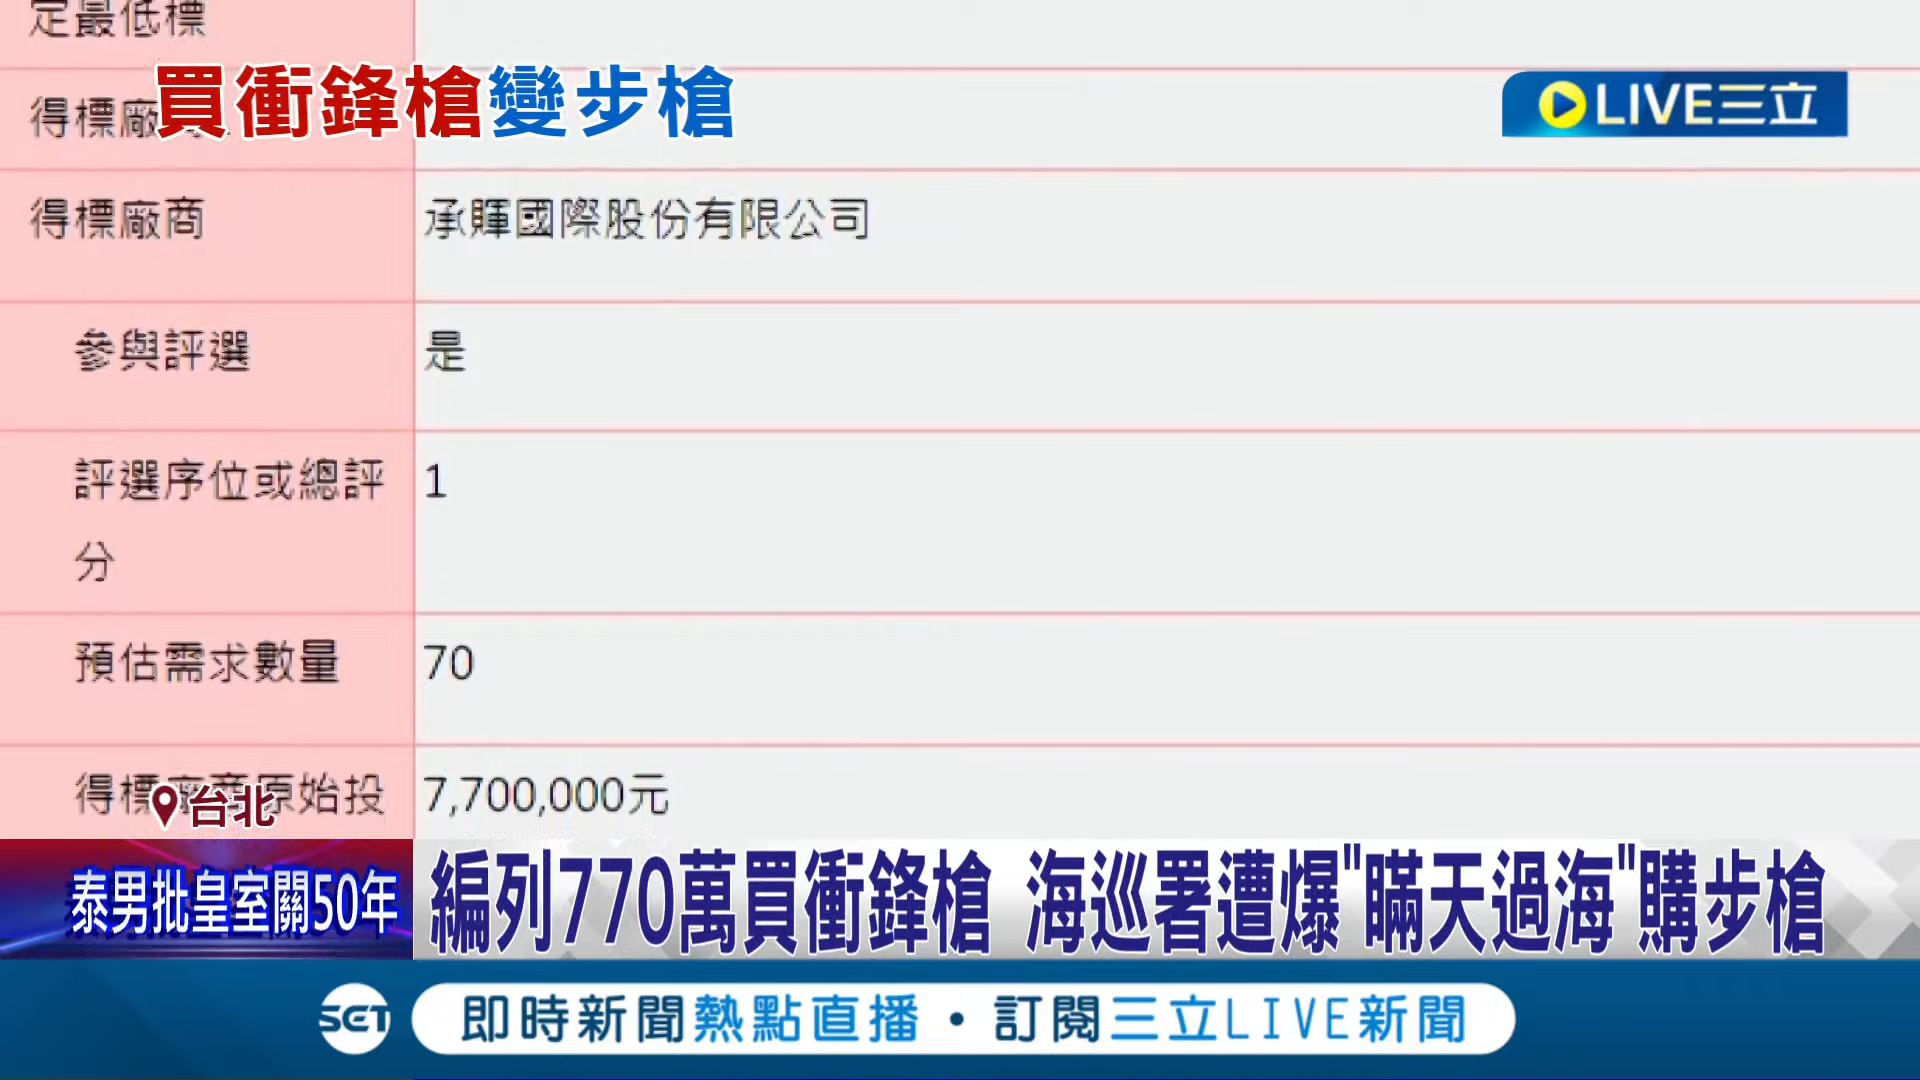 定最低標
買衝鋒槍變步槍
LIVE三立
得標廠
得標廠商 承暉國際股份有限公司
參與評選 是
評選序位或總評分 1
預估需求數量 70
得標廠商原始投 7,700,000元
台北
泰男批皇室關50年
編列770萬買衝鋒槍 海巡署遭爆"瞞天過海"購步槍
SET 即時新聞熱點直播・訂閱三立LIVE新聞